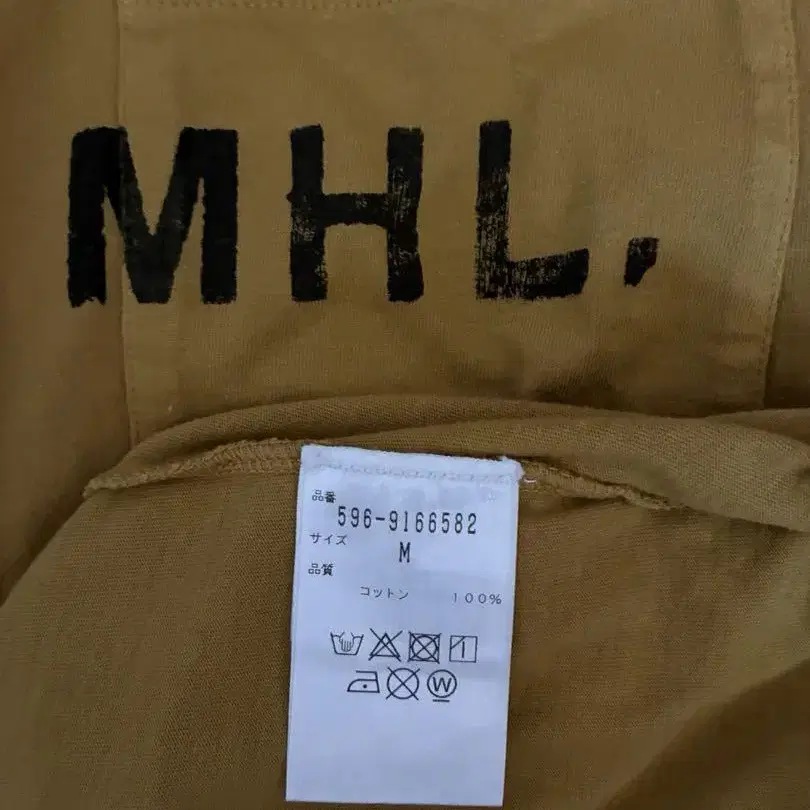 MHL.
品番
596-9166582
サイズ
M
品質
コットン 100%
W